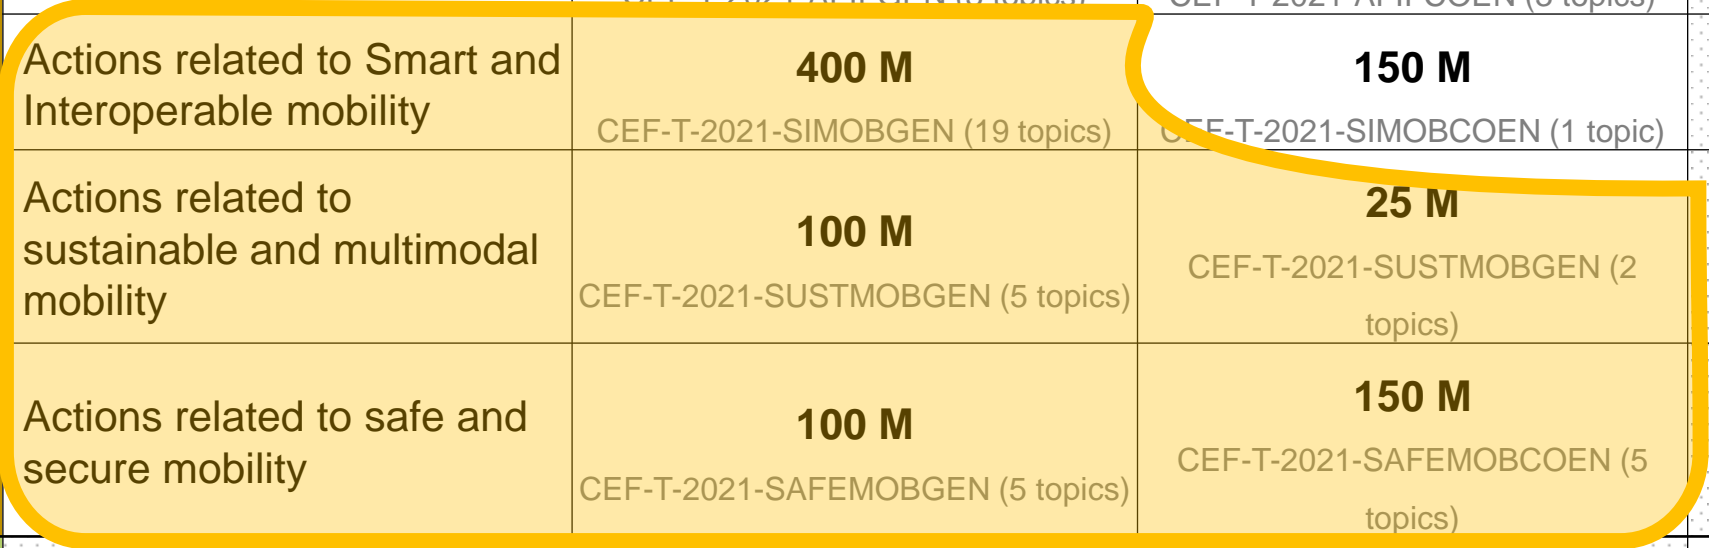 Actions related to Smart and
Interoperable mobility
400 M
CEF-T-2021-SIMOBGEN (19 topics)
150 M
CEF-T-2021-SIMOBCOEN (1 topic)
Actions related to
sustainable and multimodal
mobility
100 M
CEF-T-2021-SUSTMOBGEN (5 topics)
25 M
CEF-T-2021-SUSTMOBGEN (2
topics)
Actions related to safe and
secure mobility
100 M
CEF-T-2021-SAFEMOBGEN (5 topics)
150 M
CEF-T-2021-SAFEMOBCOEN (5
topics)